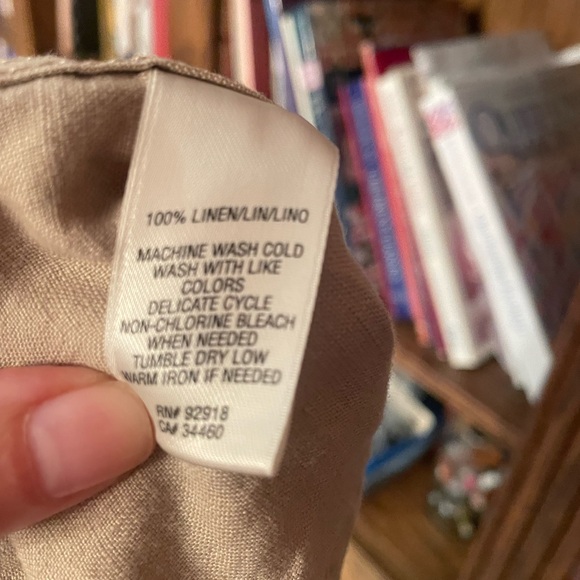 100% LINEN/LIN/LINO
MACHINE WASH COLD
WASH WITH LIKE
COLORS
DELICATE CYCLE
NON-CHLORINE BLEACH
WHEN NEEDED
TUMBLE DRY LOW
WARM IRON IF NEEDED
RN# 92918
CA# 34460